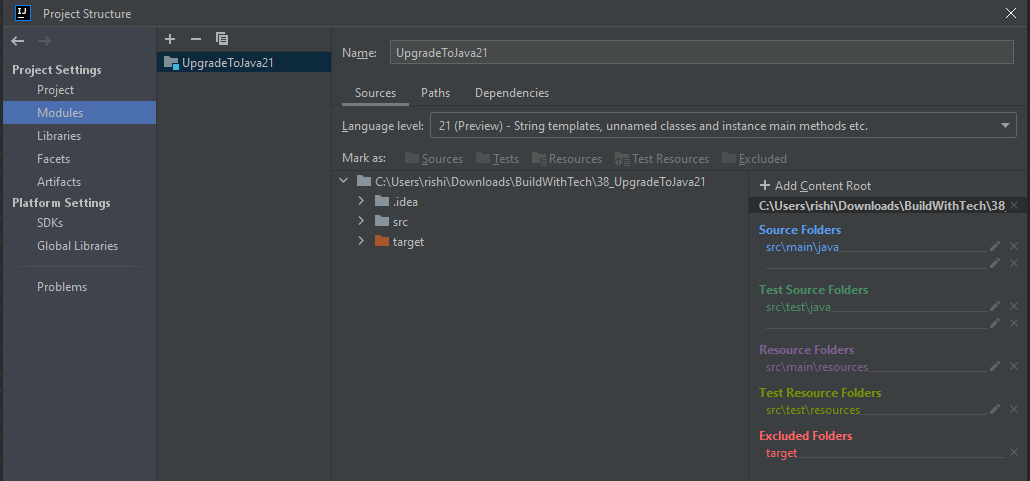 Project Structure
Project Settings
Project
Modules
Libraries
Facets
Artifacts
Platform Settings
SDKs
Global Libraries
Problems
UpgradeToJava21
Name: UpgradeToJava21
Sources Paths Dependencies
Language level: 21 (Preview) - String templates, unnamed classes and instance main methods etc.
Mark as: Sources Tests Resources Test Resources Excluded
C:\Users\rishi\Downloads\BuildWithTech\38_UpgradeToJava21
.idea
src
target
+ Add Content Root
C:\Users\rishi\Downloads\BuildWithTech\38_
Source Folders
src\main\java
Test Source Folders
src\test\java
Resource Folders
src\main\resources
Test Resource Folders
src\test\resources
Excluded Folders
target